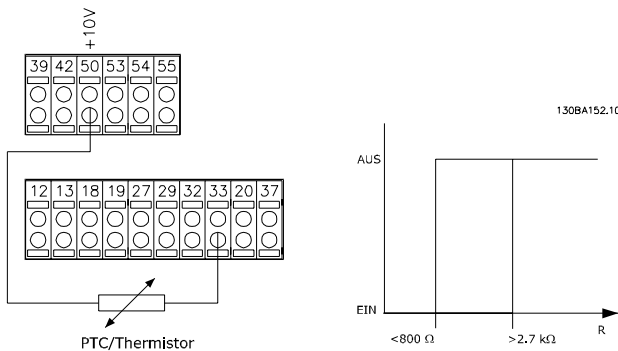 +10V
39 42 50 53 54 55
12 13 18 19 27 29 32 33 20 37
PTC/Thermistor
130BA152.10
AUS
EIN
<800 Ω
>2.7 kΩ
R